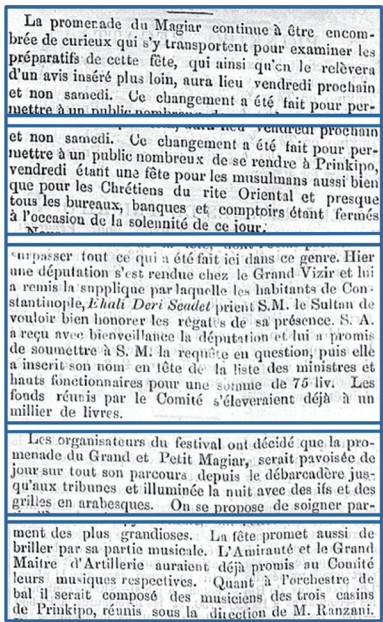 La promenade du Magiar continue à être encom-
brée de curieux qui s'y transportent pour examiner les
préparatifs de cette fête, qui ainsi qu'cn le relèvera
d'un avis inséré plus loin, aura lieu vendredi prochain
et non samedi. Ce changement a été fait pour per-
mettre à un public nombreux de se
vendredi prochain
et non samedi. Ce changement a été fait pour per-
mettre à un public nombreux de se rendre à Prinkipo,
vendredi étant une fête pour les musulmans aussi bien
que pour les Chrétiens du rite Oriental et presque
tous les bureaux, banques et comptoirs étant fermés
à l'occasion de la solennité de ce jour.
surpasser tout ce qui a été fait ici dans ce genre. Hier
une députation s'est rendue chez le Grand Vizir et lui
a remis la supplique par laquelle les habitants de Con-
stantinople, Ehali Deri Seadet prient S.M. le Sultan de
vouloir bien honorer les régates de sa présence. S. A.
a reçu avec bienveillance la députation et lui a promis
de soumettre à S. M. la requête en question, puis elle
a inscrit son nom en tête de la liste des ministres et
hauts fonctionnaires pour une somme de 75 liv. Les
fonds réunis par le Comité s'éleveraient déjà à un
millier de livres.
Les organisateurs du festival ont décidé que la pro-
menade du Grand et Petit Magiar, serait pavoisée de
jour sur tout son parcours depuis le débarcadère jus-
qu'aux tribunes et illuminée la nuit avec des ifs et des
grilles en arabesques. On se propose de soigner par-
ment des plus grandioses. La fête promet aussi de
briller par sa partie musicale. L'Amirauté et le Grand
Maître d'Artillerie auraient déjà promis au Comité
leurs musiques respectives. Quant à l'orchestre de
bal il serait composé des musiciens des trois casins
de Prinkipo, réunis sous la direction de M. Ranzani.